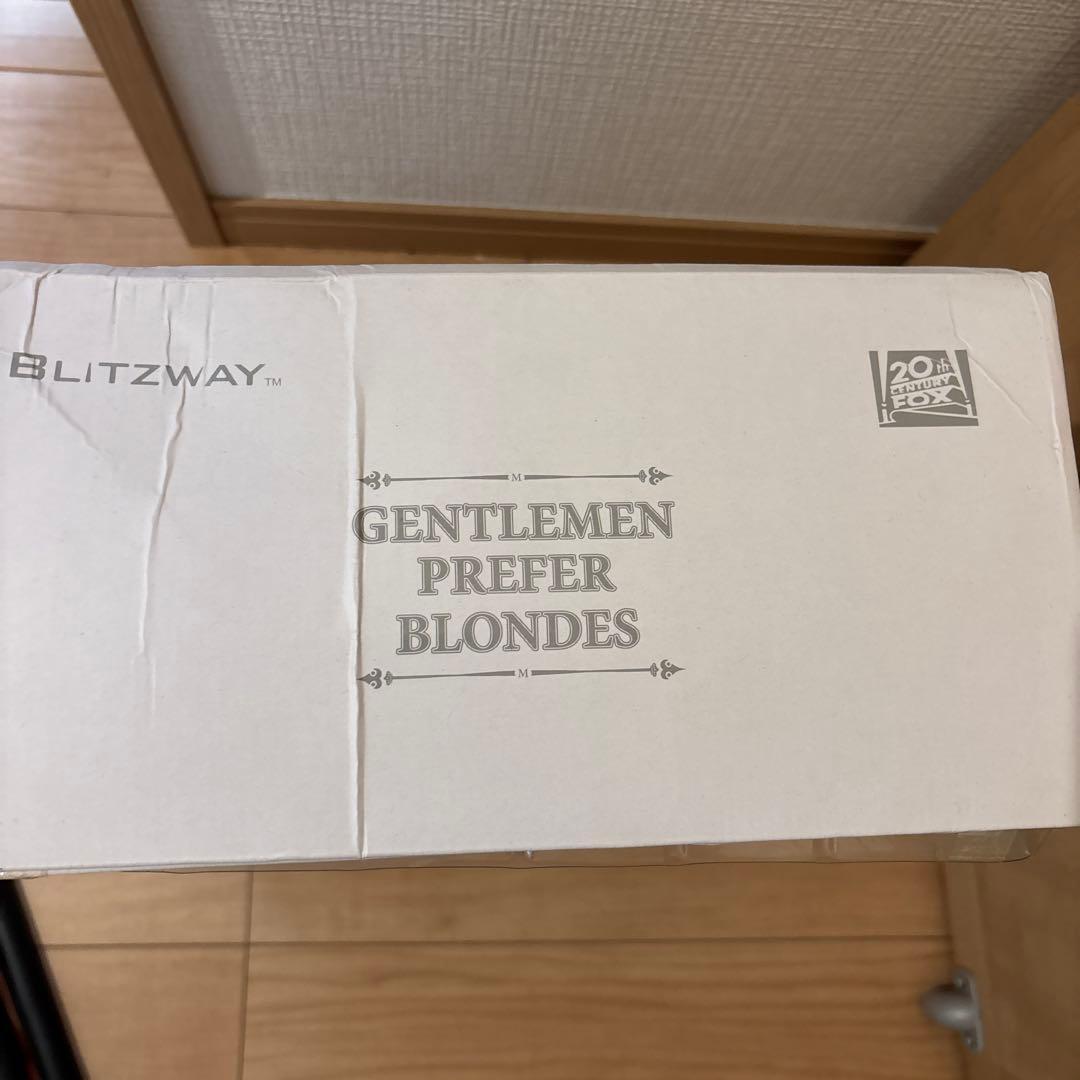 BLITZWAY™
20th
CENTURY
FOX
M
GENTLEMEN
PREFER
BLONDES
M